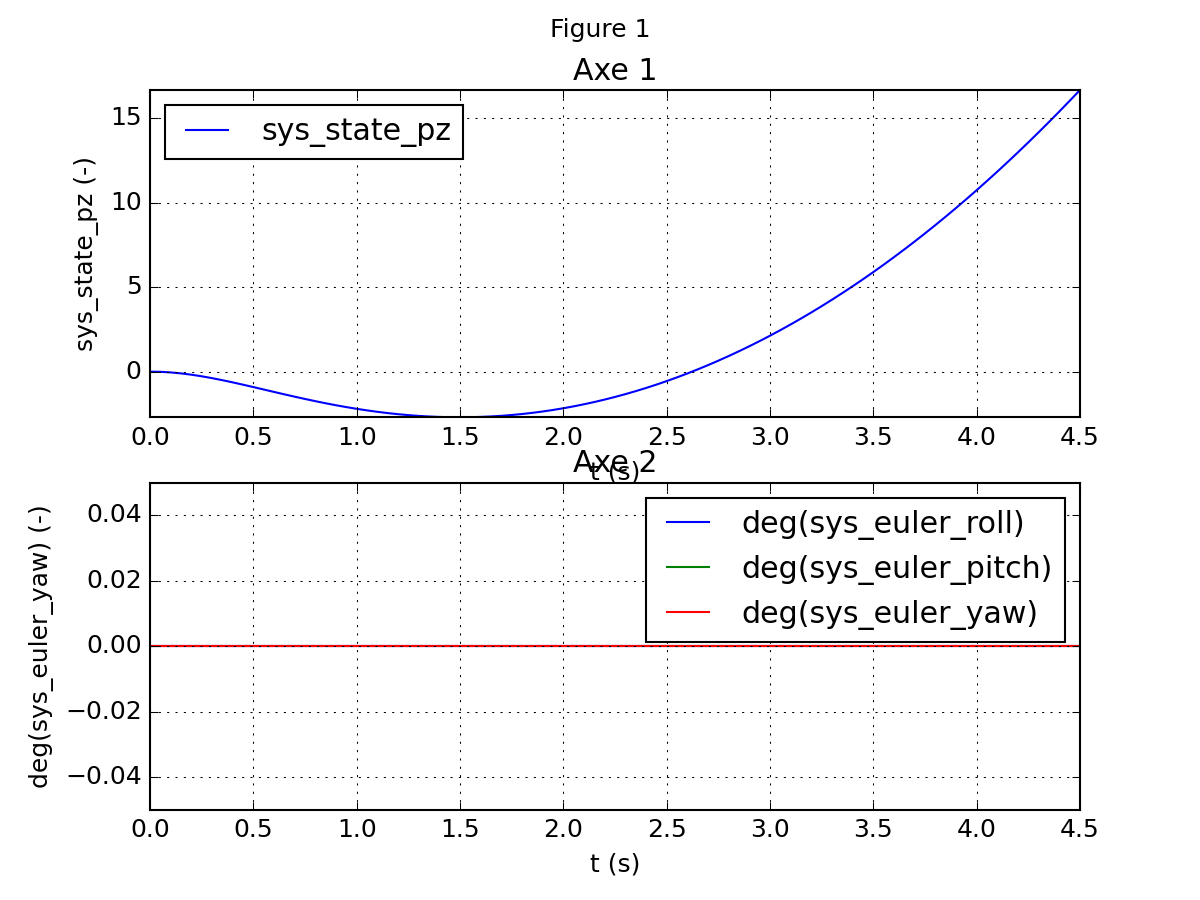 Figure 1
Axe 1
sys_state_pz
sys_state_pz (-)
15
10
5
0
0.0 0.5 1.0 1.5 2.0 2.5 3.0 3.5 4.0 4.5
t (s)
Axe 2
deg(sys_euler_roll)
deg(sys_euler_pitch)
deg(sys_euler_yaw)
deg(sys_euler_yaw) (-)
0.04
0.02
0.00
−0.02
−0.04
0.0 0.5 1.0 1.5 2.0 2.5 3.0 3.5 4.0 4.5
t (s)